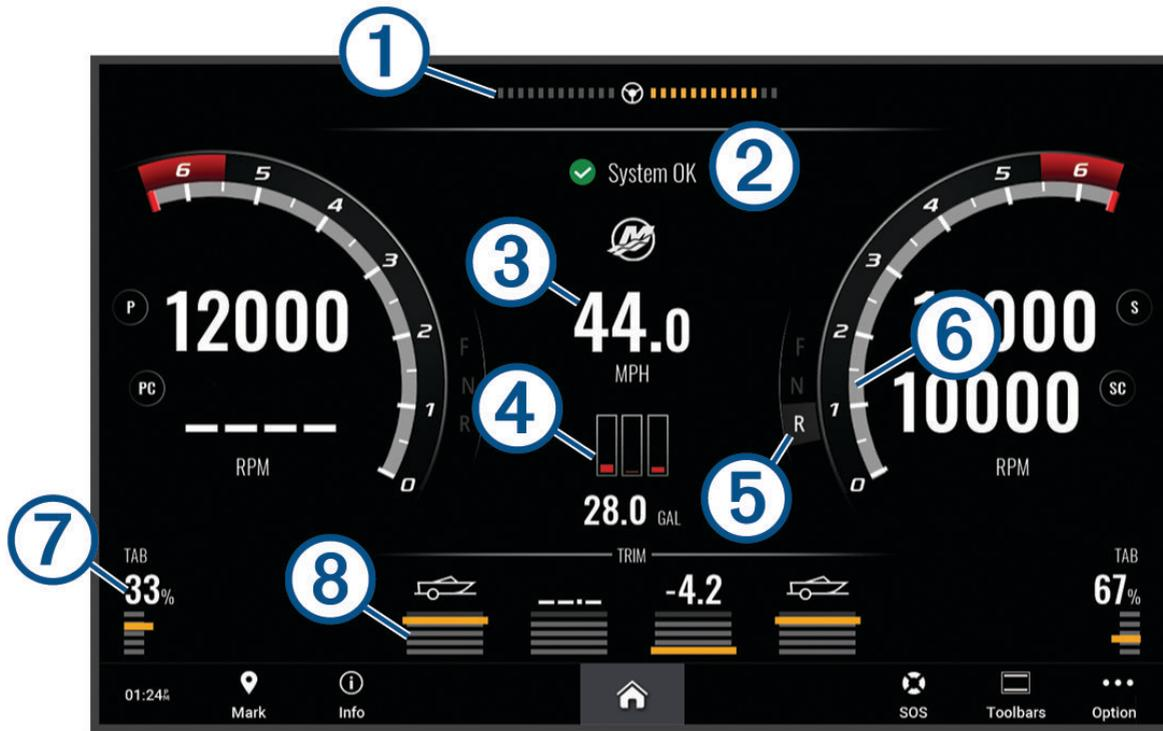 1
2
System OK
3
6 5 4 3 2 1 0
6 5 4 3 2 1 0
P
12000
PC
– – – –
RPM
F
N
R
44.0
MPH
F
N
R
6
000
S
10000
SC
RPM
4
28.0 GAL
5
7
TAB
33%
8
TRIM
--.-
-4.2
TAB
67%
01:24 PM
Mark
Info
SOS
Toolbars
Option